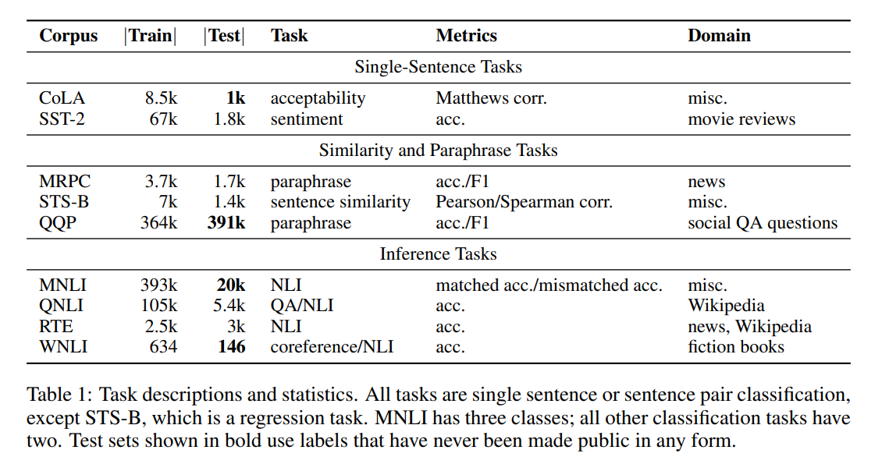 Corpus |Train| |Test| Task Metrics Domain
Single-Sentence Tasks
CoLA 8.5k 1k acceptability Matthews corr. misc.
SST-2 67k 1.8k sentiment acc. movie reviews
Similarity and Paraphrase Tasks
MRPC 3.7k 1.7k paraphrase acc./F1 news
STS-B 7k 1.4k sentence similarity Pearson/Spearman corr. misc.
QQP 364k 391k paraphrase acc./F1 social QA questions
Inference Tasks
MNLI 393k 20k NLI matched acc./mismatched acc. misc.
QNLI 105k 5.4k QA/NLI acc. Wikipedia
RTE 2.5k 3k NLI acc. news, Wikipedia
WNLI 634 146 coreference/NLI acc. fiction books
Table 1: Task descriptions and statistics. All tasks are single sentence or sentence pair classification,
except STS-B, which is a regression task. MNLI has three classes; all other classification tasks have
two. Test sets shown in bold use labels that have never been made public in any form.